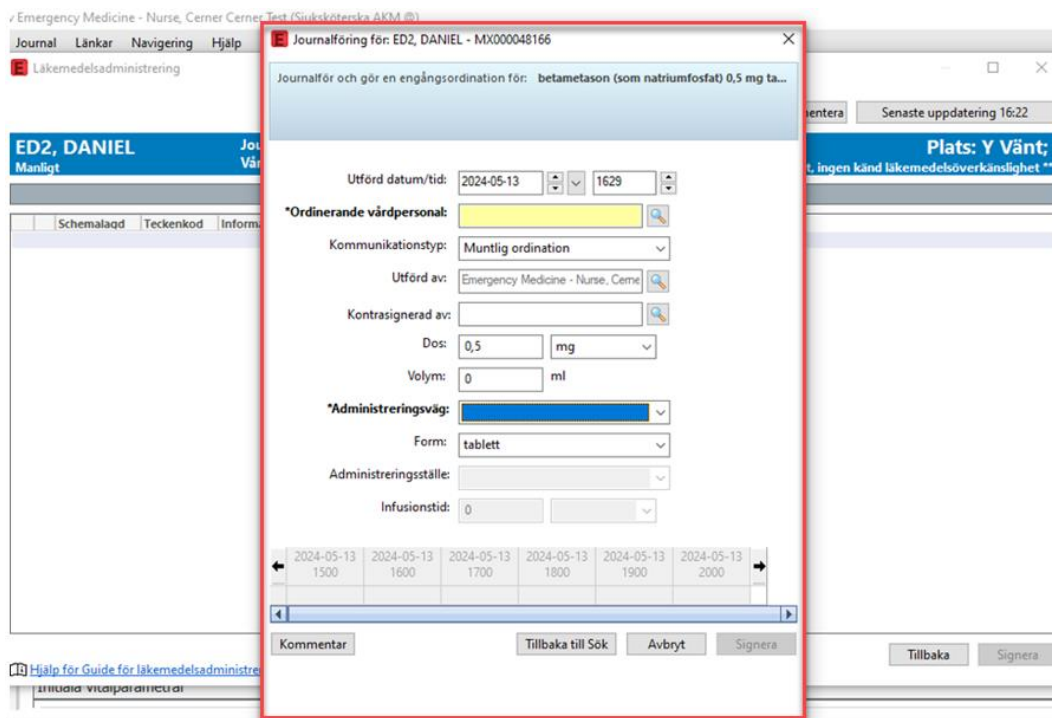 Emergency Medicine - Nurse, Cerner Cerner Test (Sjuksköterska AKM @)
Journal Länkar Navigering Hjälp
Läkemedelsadministrering
Senaste uppdatering 16:22
ED2, DANIEL
Manligt
Plats: Y Vänt;
ingen känd läkemedelsöverkänslighet **
Schemalagd Teckenkod
Journalföring för: ED2, DANIEL - MX000048166
Journalför och gör en engångsordination för: betametason (som natriumfosfat) 0,5 mg ta...
Utförd datum/tid: 2024-05-13 1629
*Ordinerande vårdpersonal:
Kommunikationstyp: Muntlig ordination
Utförd av: Emergency Medicine - Nurse, Cerne
Kontrasignerad av:
Dos: 0,5 mg
Volym: 0 ml
*Administreringsväg:
Form: tablett
Administreringsställe:
Infusionstid: 0
2024-05-13 2024-05-13 2024-05-13 2024-05-13 2024-05-13 2024-05-13
1500 1600 1700 1800 1900 2000
Kommentar Tillbaka till Sök Avbryt Signera
Tillbaka Signera
Hjälp för Guide för läkemedelsadministre
Initiala vitalparametrar